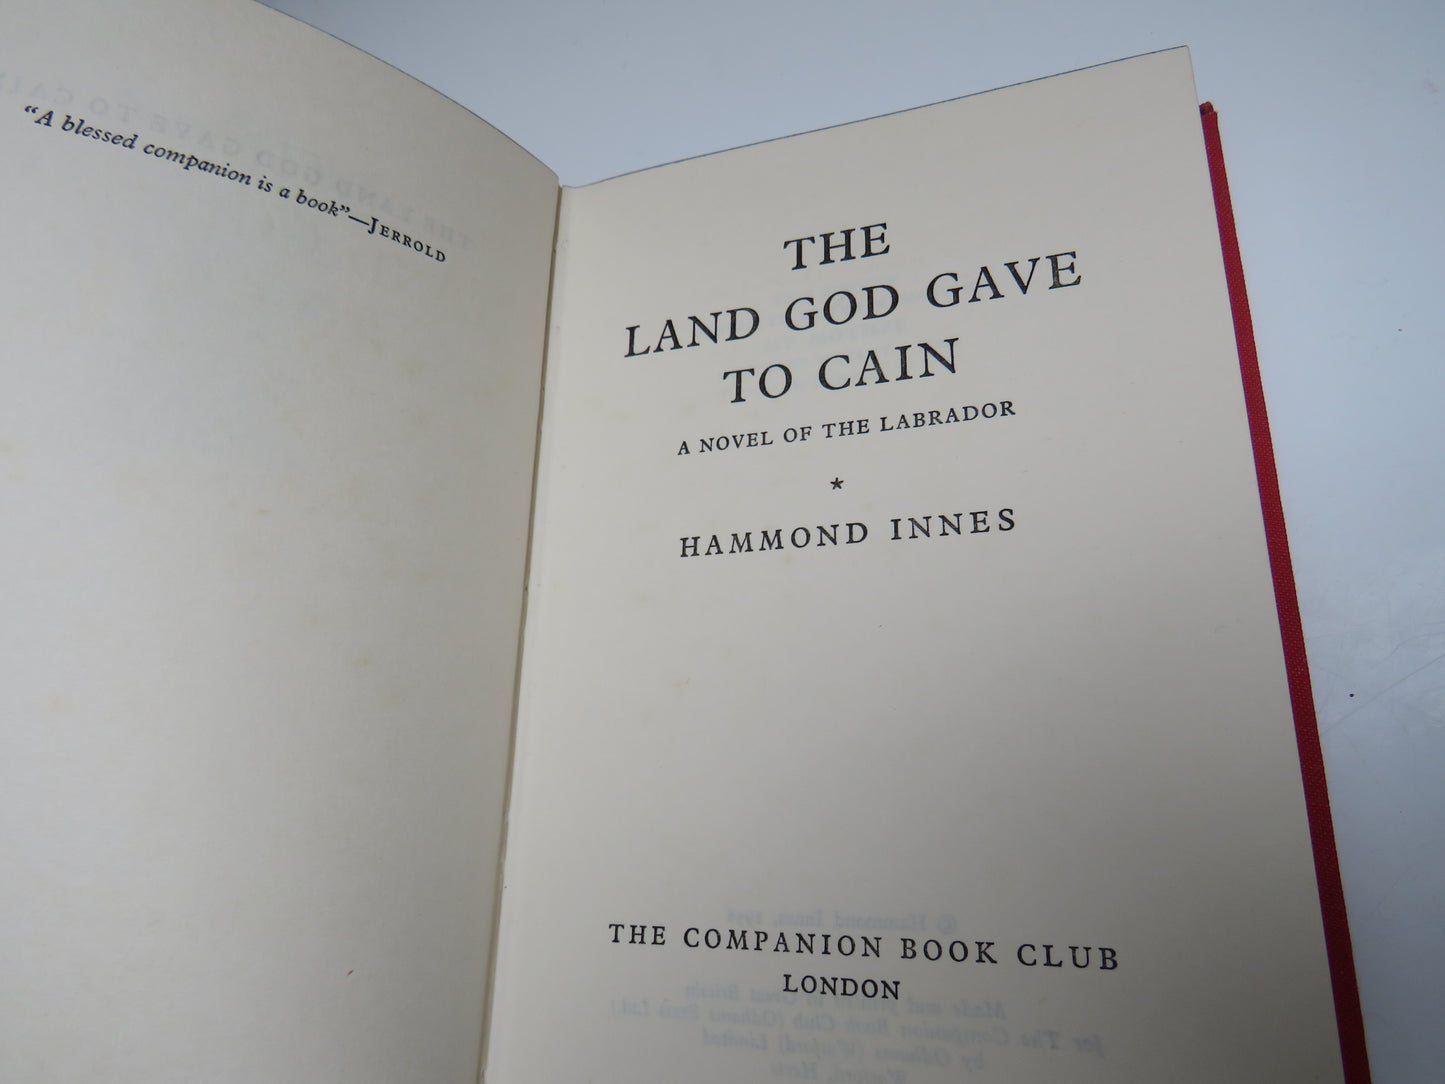 "A blessed companion is a book"—JERROLD
THE
LAND GOD GAVE
TO CAIN
A NOVEL OF THE LABRADOR
*
HAMMOND INNES
THE COMPANION BOOK CLUB
LONDON